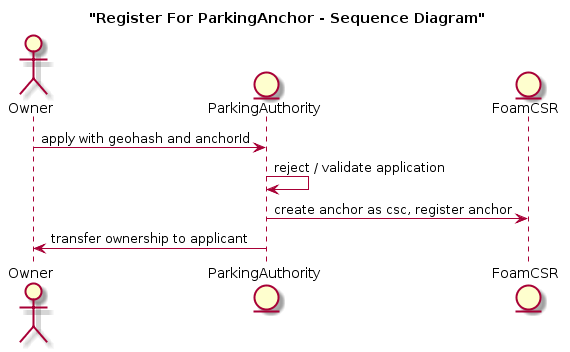 "Register For ParkingAnchor - Sequence Diagram"
Owner
ParkingAuthority
FoamCSR
apply with geohash and anchorId
reject / validate application
create anchor as csc, register anchor
transfer ownership to applicant
Owner
ParkingAuthority
FoamCSR